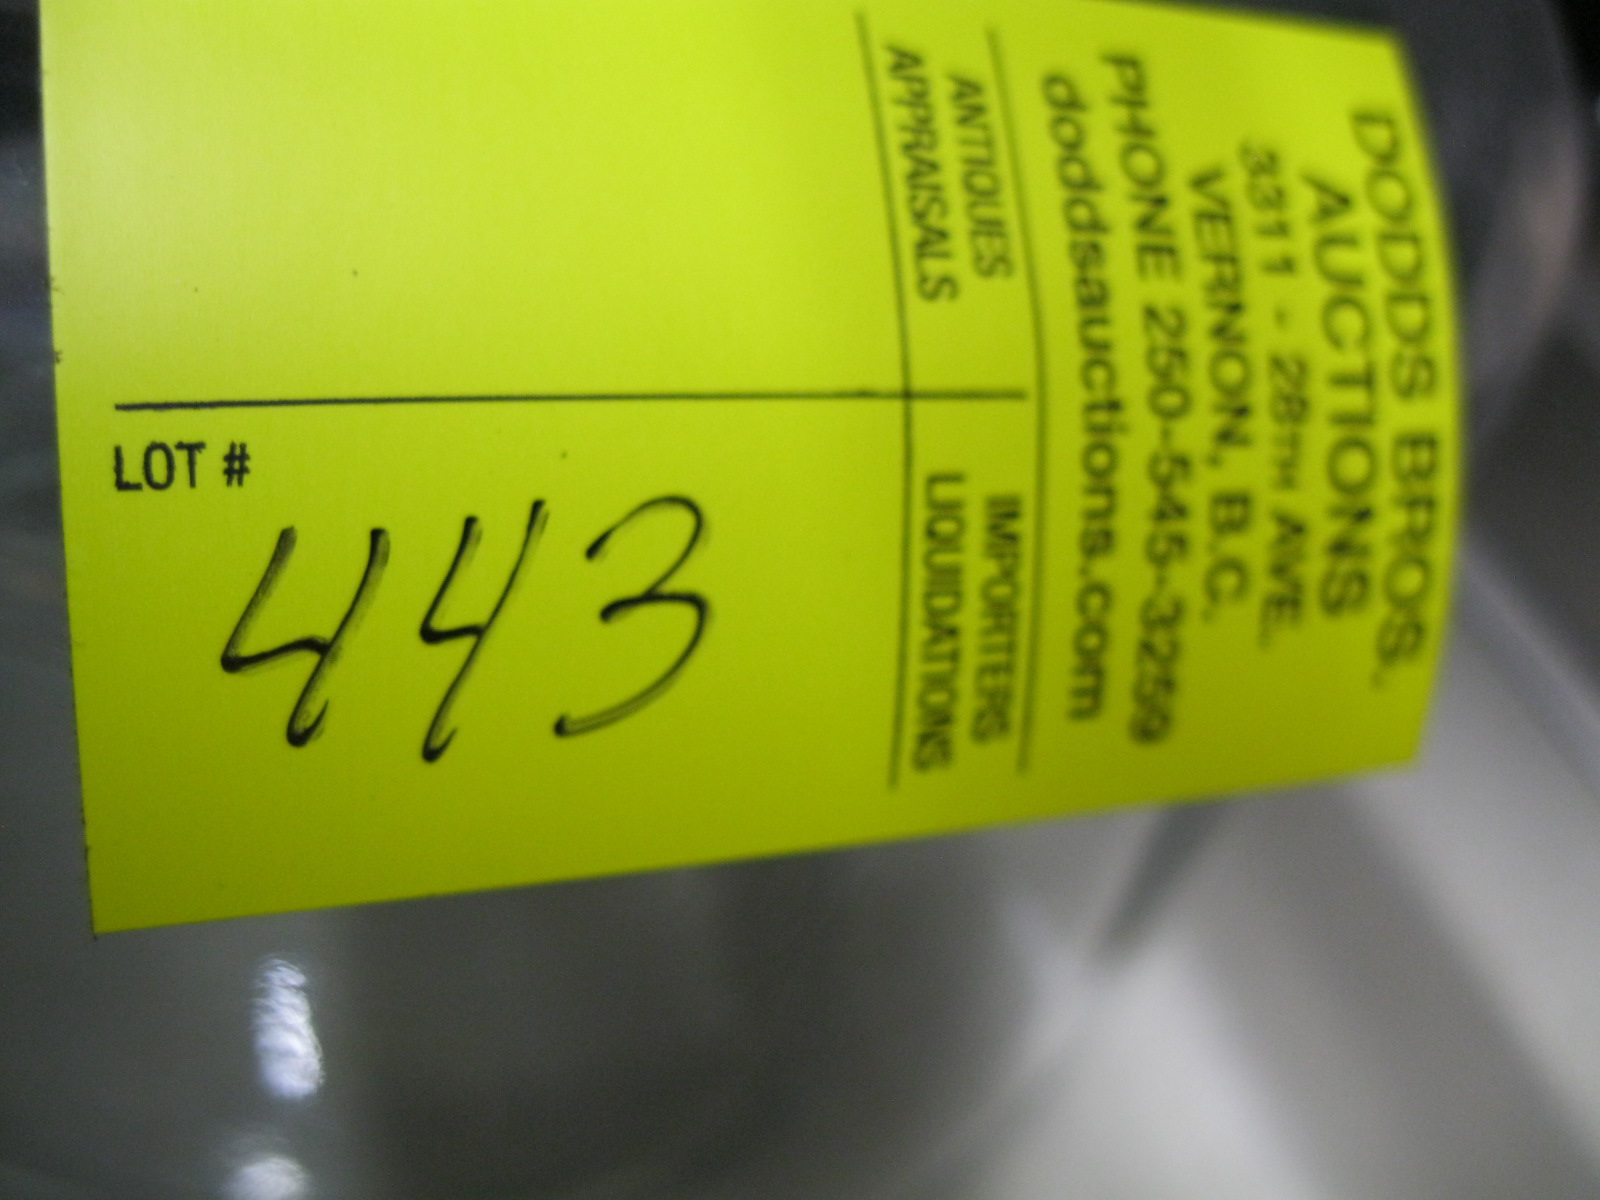 DODDS BROS.
AUCTIONS
3311 - 28TH AVE.
VERNON, B.C.
PHONE 250-545-3259
doddsauctions.com
ANTIQUES IMPORTERS
APPRAISALS LIQUIDATIONS
LOT #
443